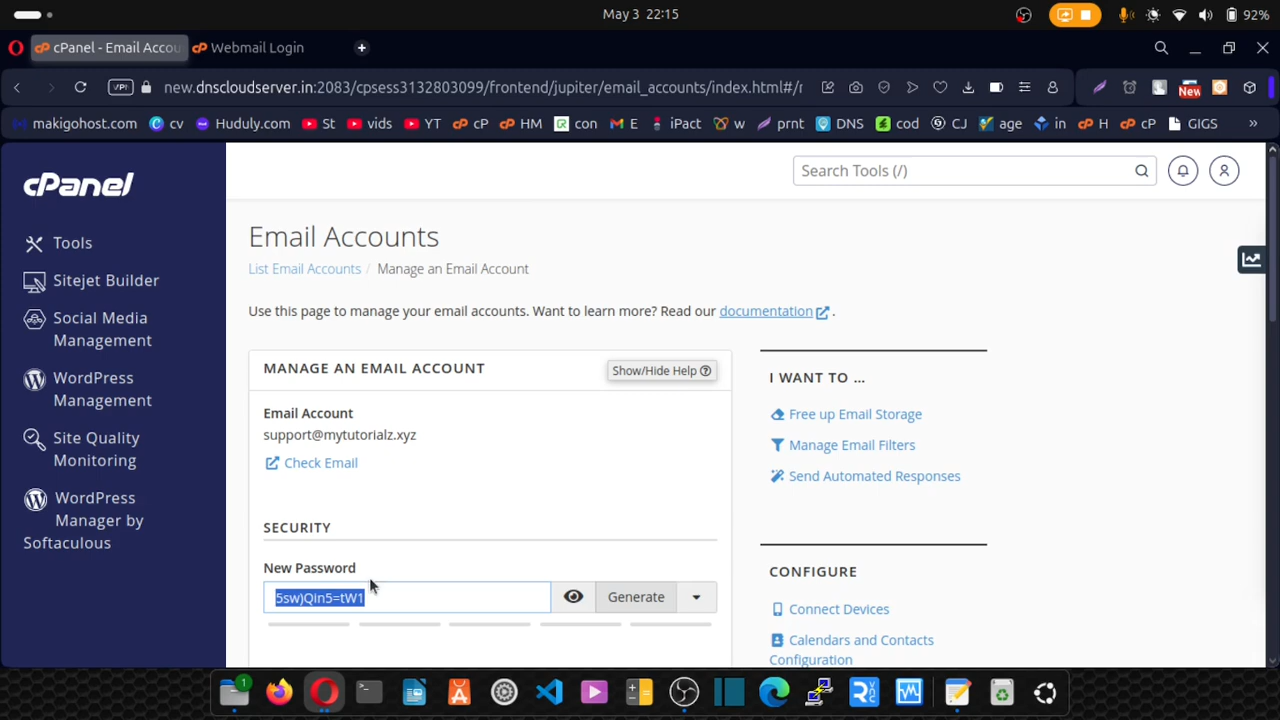 May 3 22:15
92%
cPanel - Email Accou
Webmail Login
VPN
new.dnscloudserver.in:2083/cpsess3132803099/frontend/jupiter/email_accounts/index.html#/r
New
makigohost.com
cv
Huduly.com
St
vids
YT
cP
HM
con
E
iPact
w
prnt
DNS
cod
CJ
age
in
H
cP
GIGS
»
cPanel
Search Tools (/)
Tools
Sitejet Builder
Social Media
Management
WordPress
Management
Site Quality
Monitoring
WordPress
Manager by
Softaculous
Email Accounts
List Email Accounts / Manage an Email Account
Use this page to manage your email accounts. Want to learn more? Read our documentation .
MANAGE AN EMAIL ACCOUNT
Show/Hide Help
Email Account
support@mytutorialz.xyz
Check Email
SECURITY
New Password
5sw)Qin5=tW1
Generate
I WANT TO ...
Free up Email Storage
Manage Email Filters
Send Automated Responses
CONFIGURE
Connect Devices
Calendars and Contacts
Configuration
1